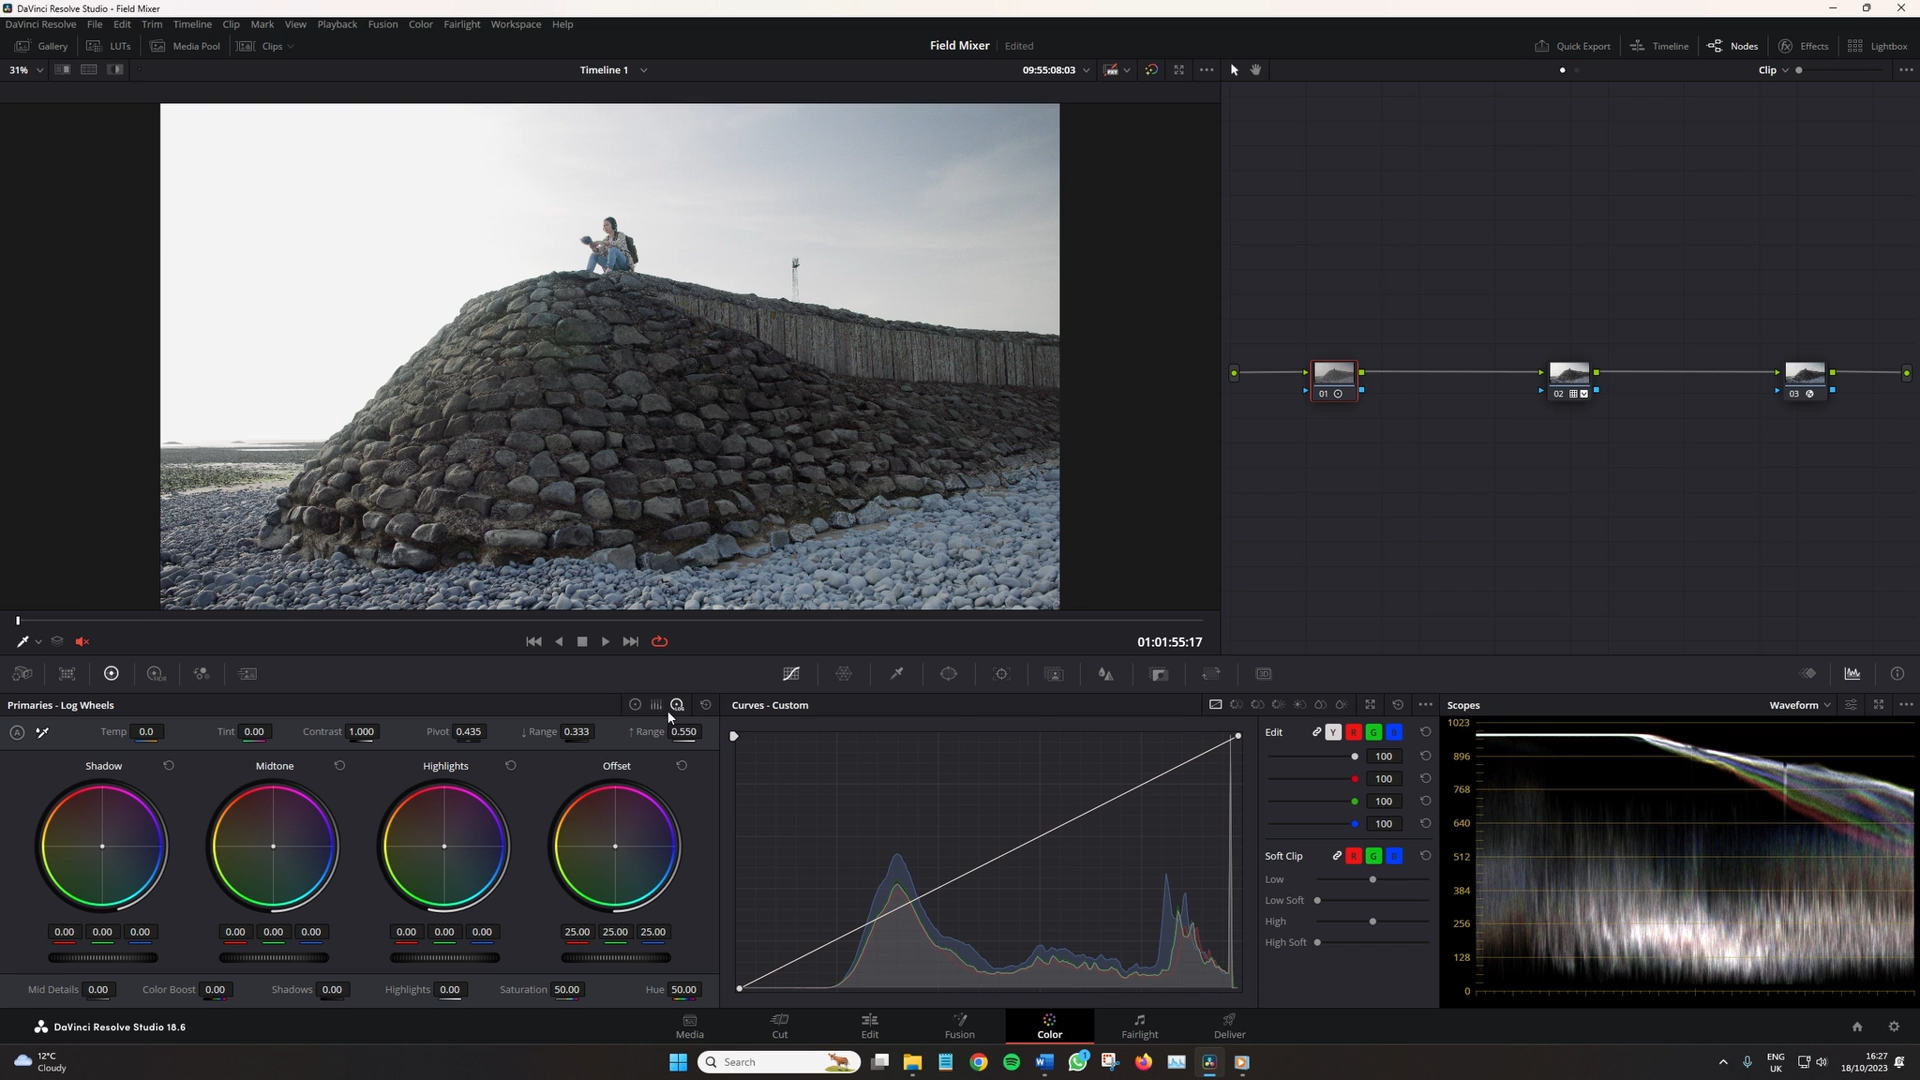 DaVinci Resolve Studio - Field Mixer
DaVinci Resolve File Edit Trim Timeline Clip Mark View Playback Fusion Color Fairlight Workspace Help
Gallery LUTs Media Pool Clips Field Mixer Edited Quick Export Timeline Nodes Effects Lightbox
31% Timeline 1 09:55:08:03 Clip
01 02 03
01:01:55:17
Primaries - Log Wheels Curves - Custom Scopes Waveform
Temp 0.0 Tint 0.00 Contrast 1.000 Pivot 0.435 ↓ Range 0.333 ↑ Range 0.550
Edit Y R G B
Shadow Midtone Highlights Offset
100
100
100
100
Soft Clip R G B
Low
Low Soft
High
High Soft
0.00 0.00 0.00 0.00 0.00 0.00 0.00 0.00 0.00 25.00 25.00 25.00
Mid Details 0.00 Color Boost 0.00 Shadows 0.00 Highlights 0.00 Saturation 50.00 Hue 50.00
1023
896
768
640
512
384
256
128
0
DaVinci Resolve Studio 18.6
Media Cut Edit Fusion Color Fairlight Deliver
12°C
Cloudy
Search
1
ENG
UK
16:27
18/10/2023